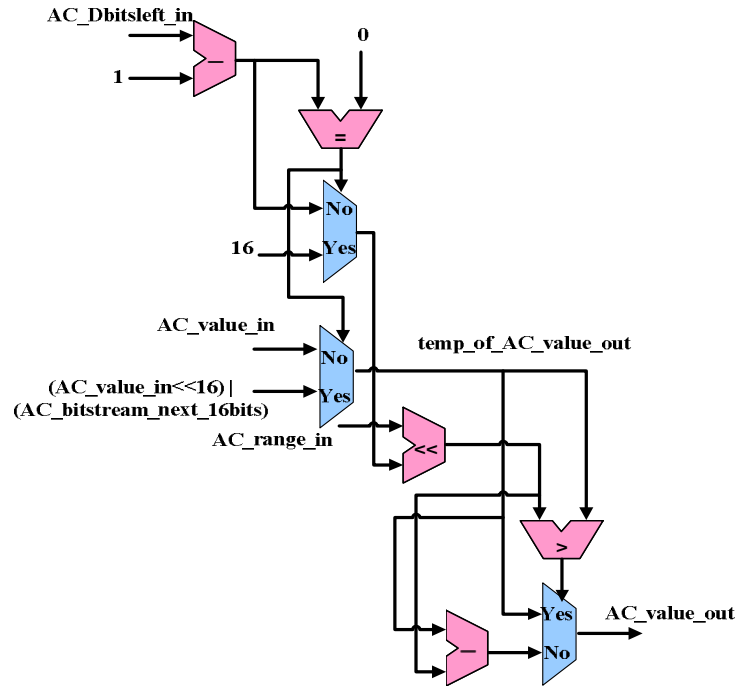 AC_Dbitsleft_in
0
1
—
=
No
16
Yes
AC_value_in
temp_of_AC_value_out
No
(AC_value_in<<16) |
Yes
(AC_bitstream_next_16bits)
AC_range_in
<<
>
Yes
AC_value_out
—
No